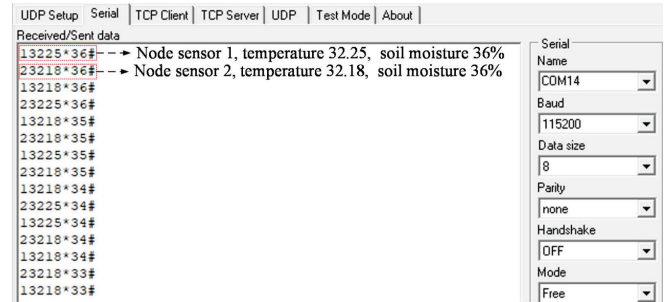 UDP Setup Serial TCP Client TCP Server UDP Test Mode About
Received/Sent data
13225*36# Node sensor 1, temperature 32.25, soil moisture 36%
23218*36# Node sensor 2, temperature 32.18, soil moisture 36%
13218*36#
23225*36#
13218*35#
23218*35#
13225*35#
23218*35#
13218*34#
23225*34#
13225*34#
23218*34#
13218*34#
23218*33#
13218*33#
Serial
Name
COM14
Baud
115200
Data size
8
Parity
none
Handshake
OFF
Mode
Free